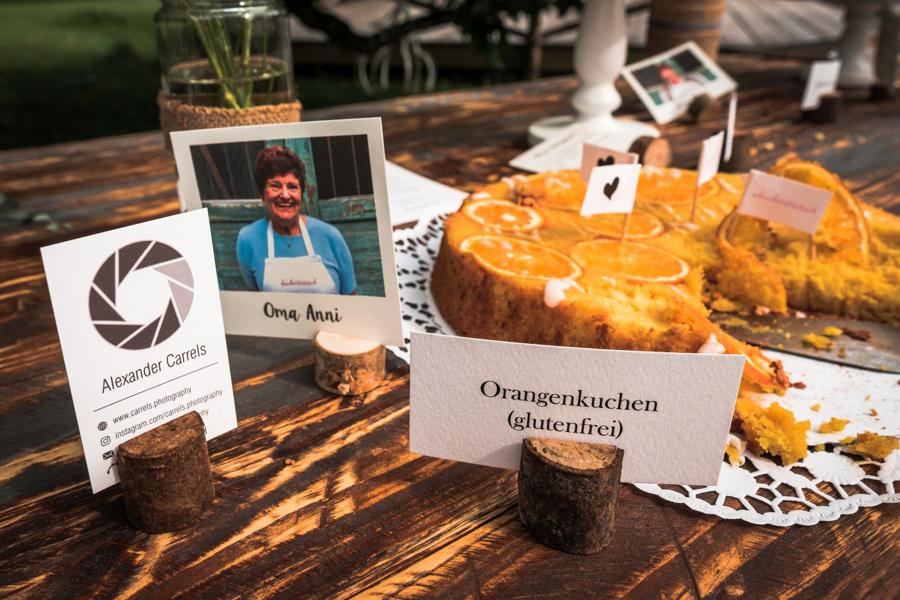 Oma Anni
Alexander Carrels
www.carrels.photography
instagram.com/carrels.photography
Orangenkuchen
(glutenfrei)